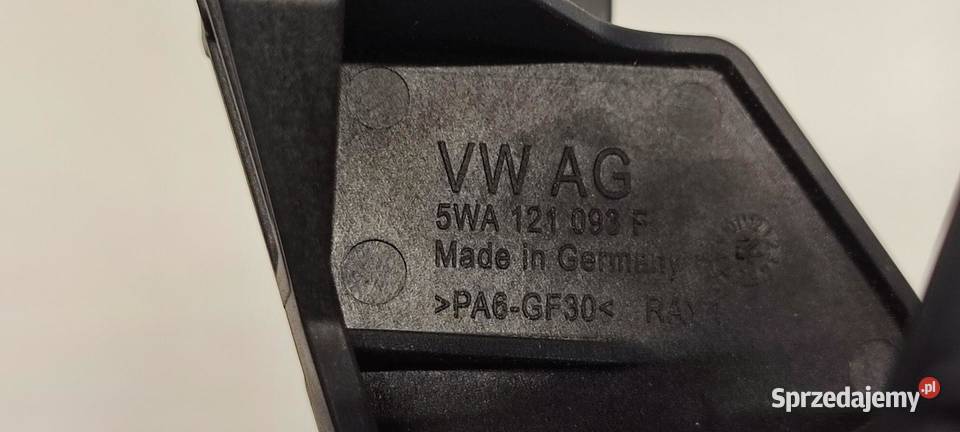 VW AG
5WA 121 093 F
Made in Germany
>PA6-GF30<
Sprzedajemy.pl